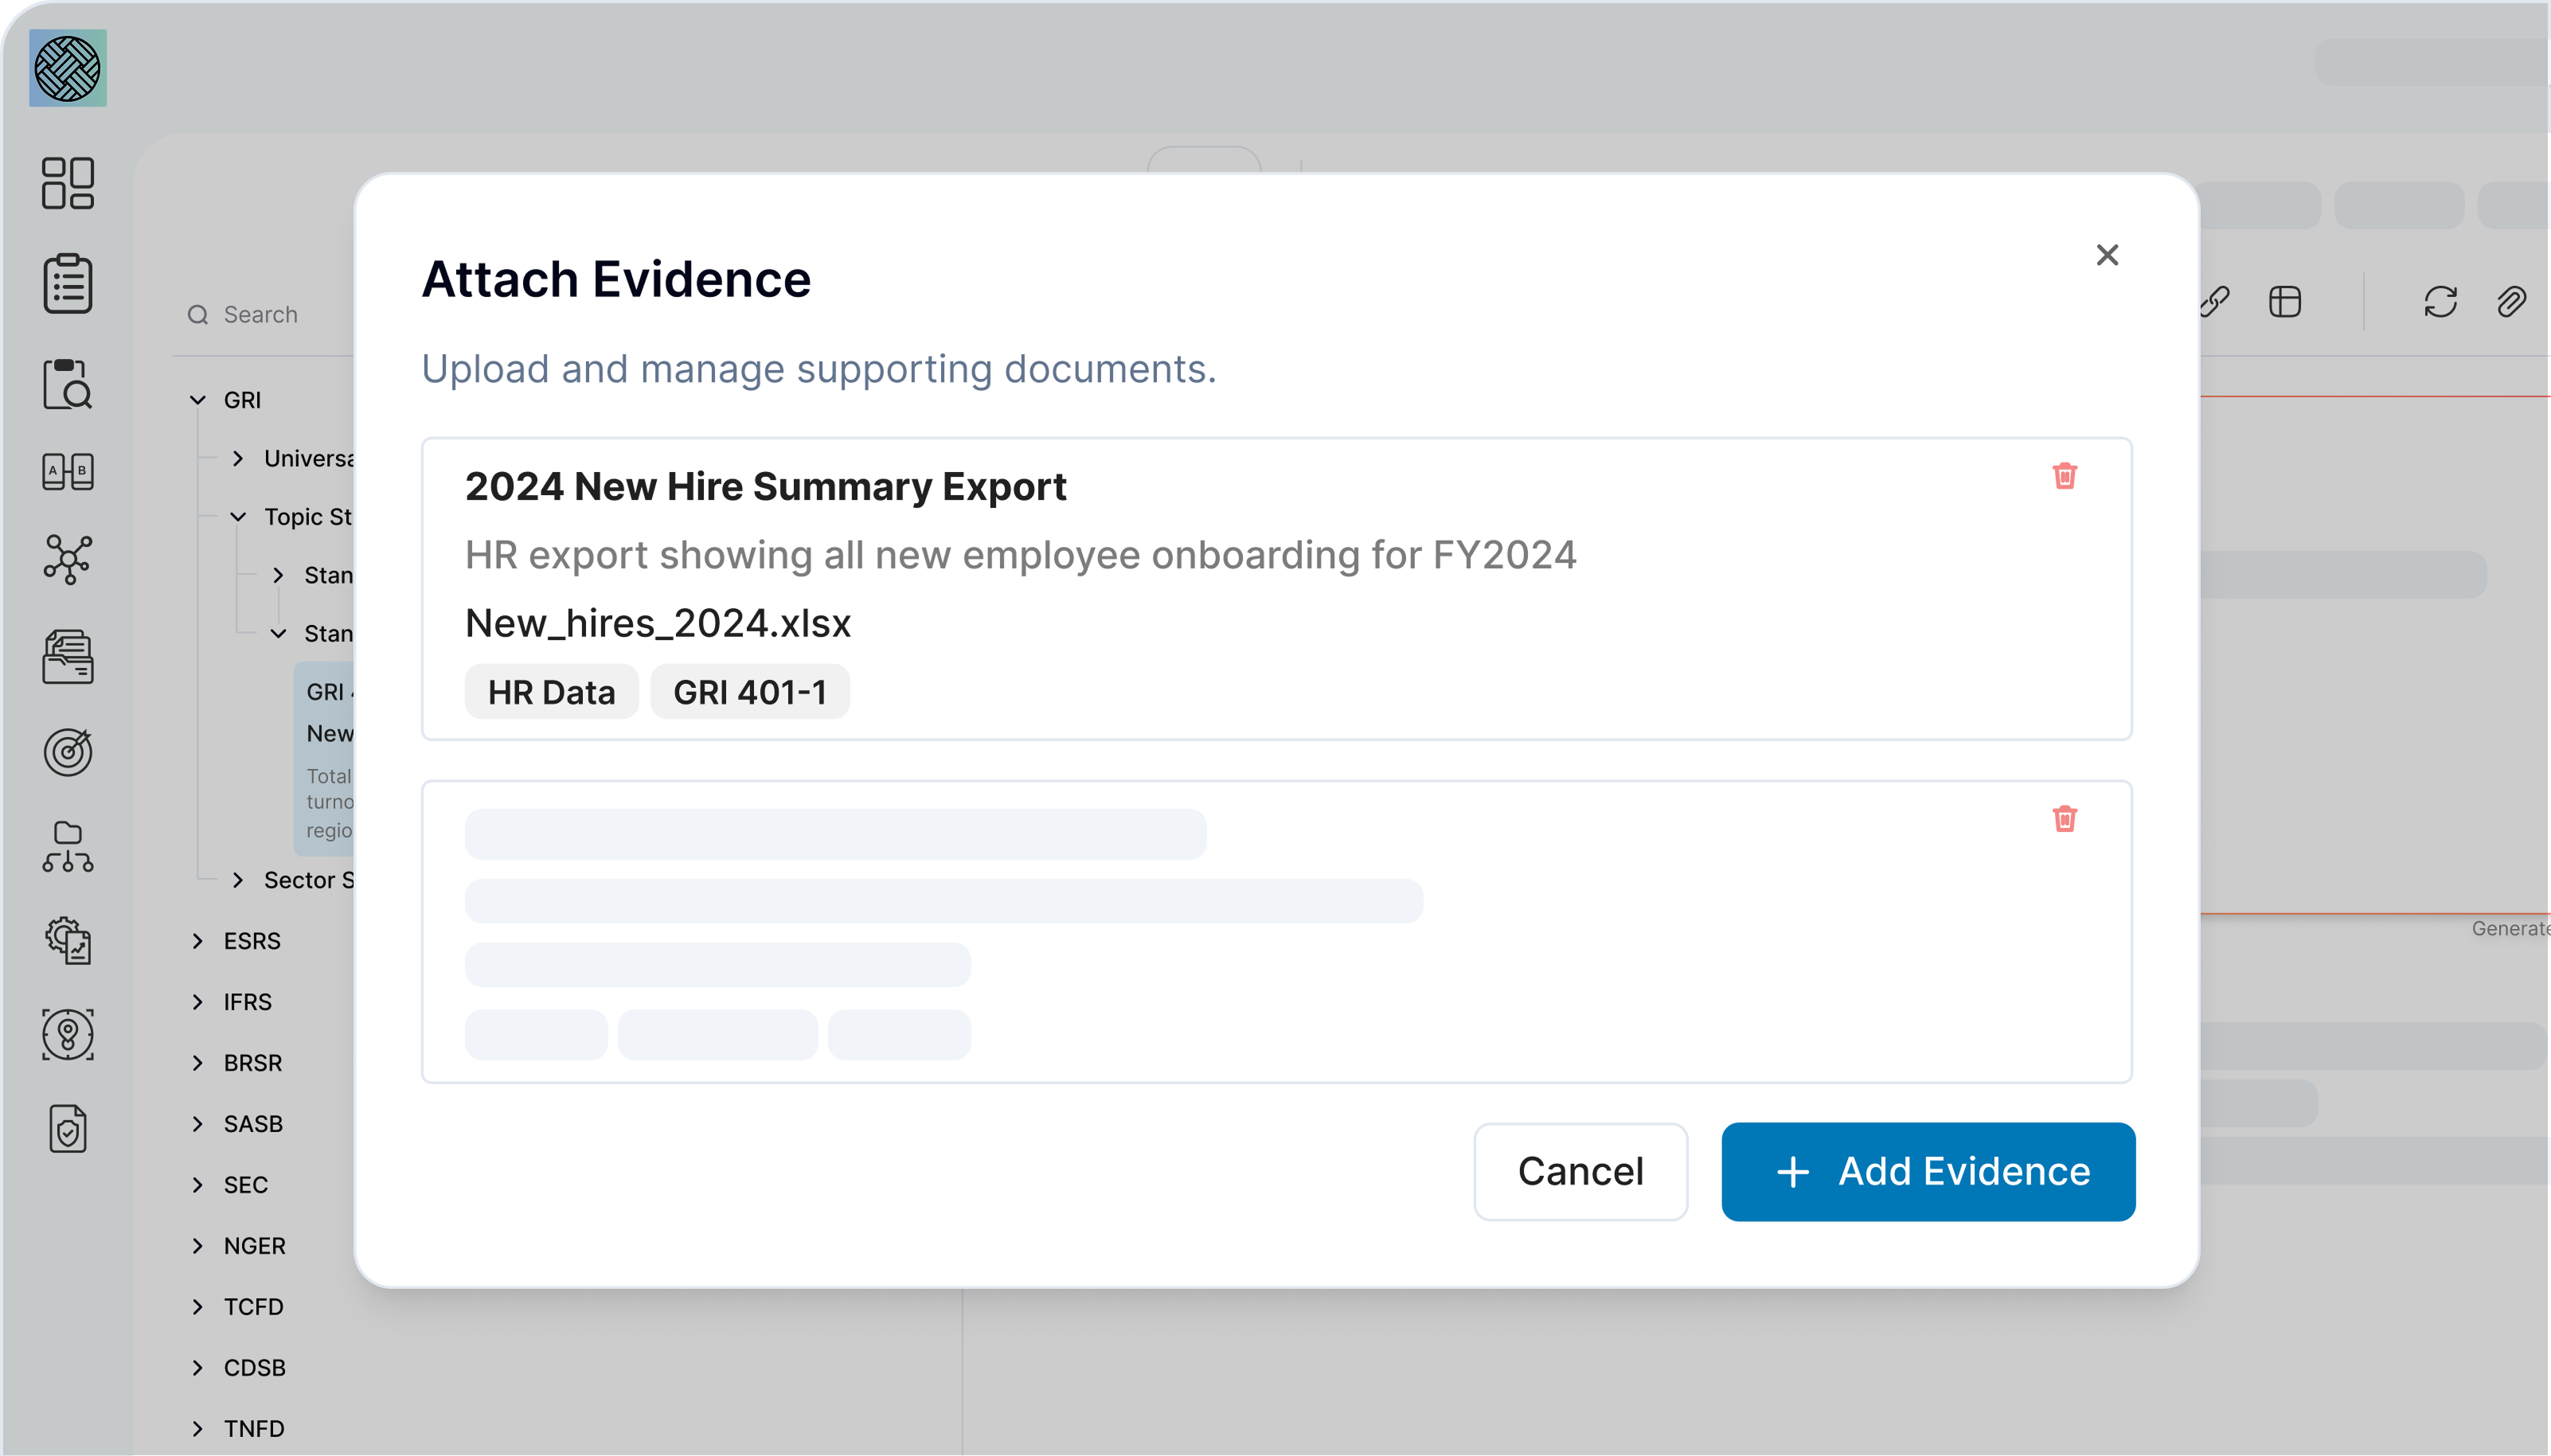 Search
GRI
Universa
Topic St
Stan
Stan
GRI
New
Total
turno
regio
Sector S
ESRS
IFRS
BRSR
SASB
SEC
NGER
TCFD
CDSB
TNFD
A B
Attach Evidence
Upload and manage supporting documents.
2024 New Hire Summary Export
HR export showing all new employee onboarding for FY2024
New_hires_2024.xlsx
HR Data GRI 401-1
Cancel + Add Evidence
Generate